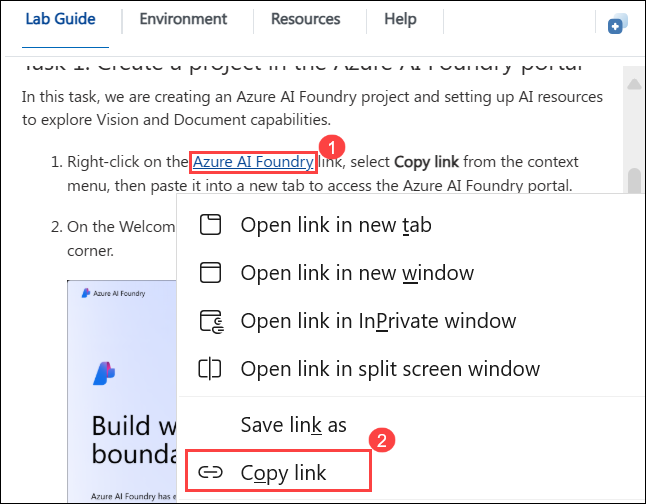 Lab Guide
Environment
Resources
Help
Task 1: Create a project in the Azure AI Foundry portal
In this task, we are creating an Azure AI Foundry project and setting up AI resources
to explore Vision and Document capabilities.
1
1. Right-click on the Azure AI Foundry link, select Copy link from the context
menu, then paste it into a new tab to access the Azure AI Foundry portal.
2. On the Welcom
corner.
Open link in new tab
Open link in new window
Open link in InPrivate window
Open link in split screen window
Save link as
2
Copy link
Azure AI Foundry
Build w
bounda
Azure AI Foundry has e